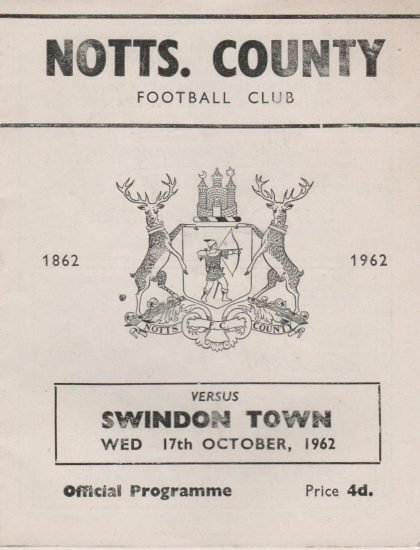 NOTTS. COUNTY
FOOTBALL CLUB
1862
1962
NOTTS F.C. COUNTY
VERSUS
SWINDON TOWN
WED 17th OCTOBER, 1962
Official Programme Price 4d.